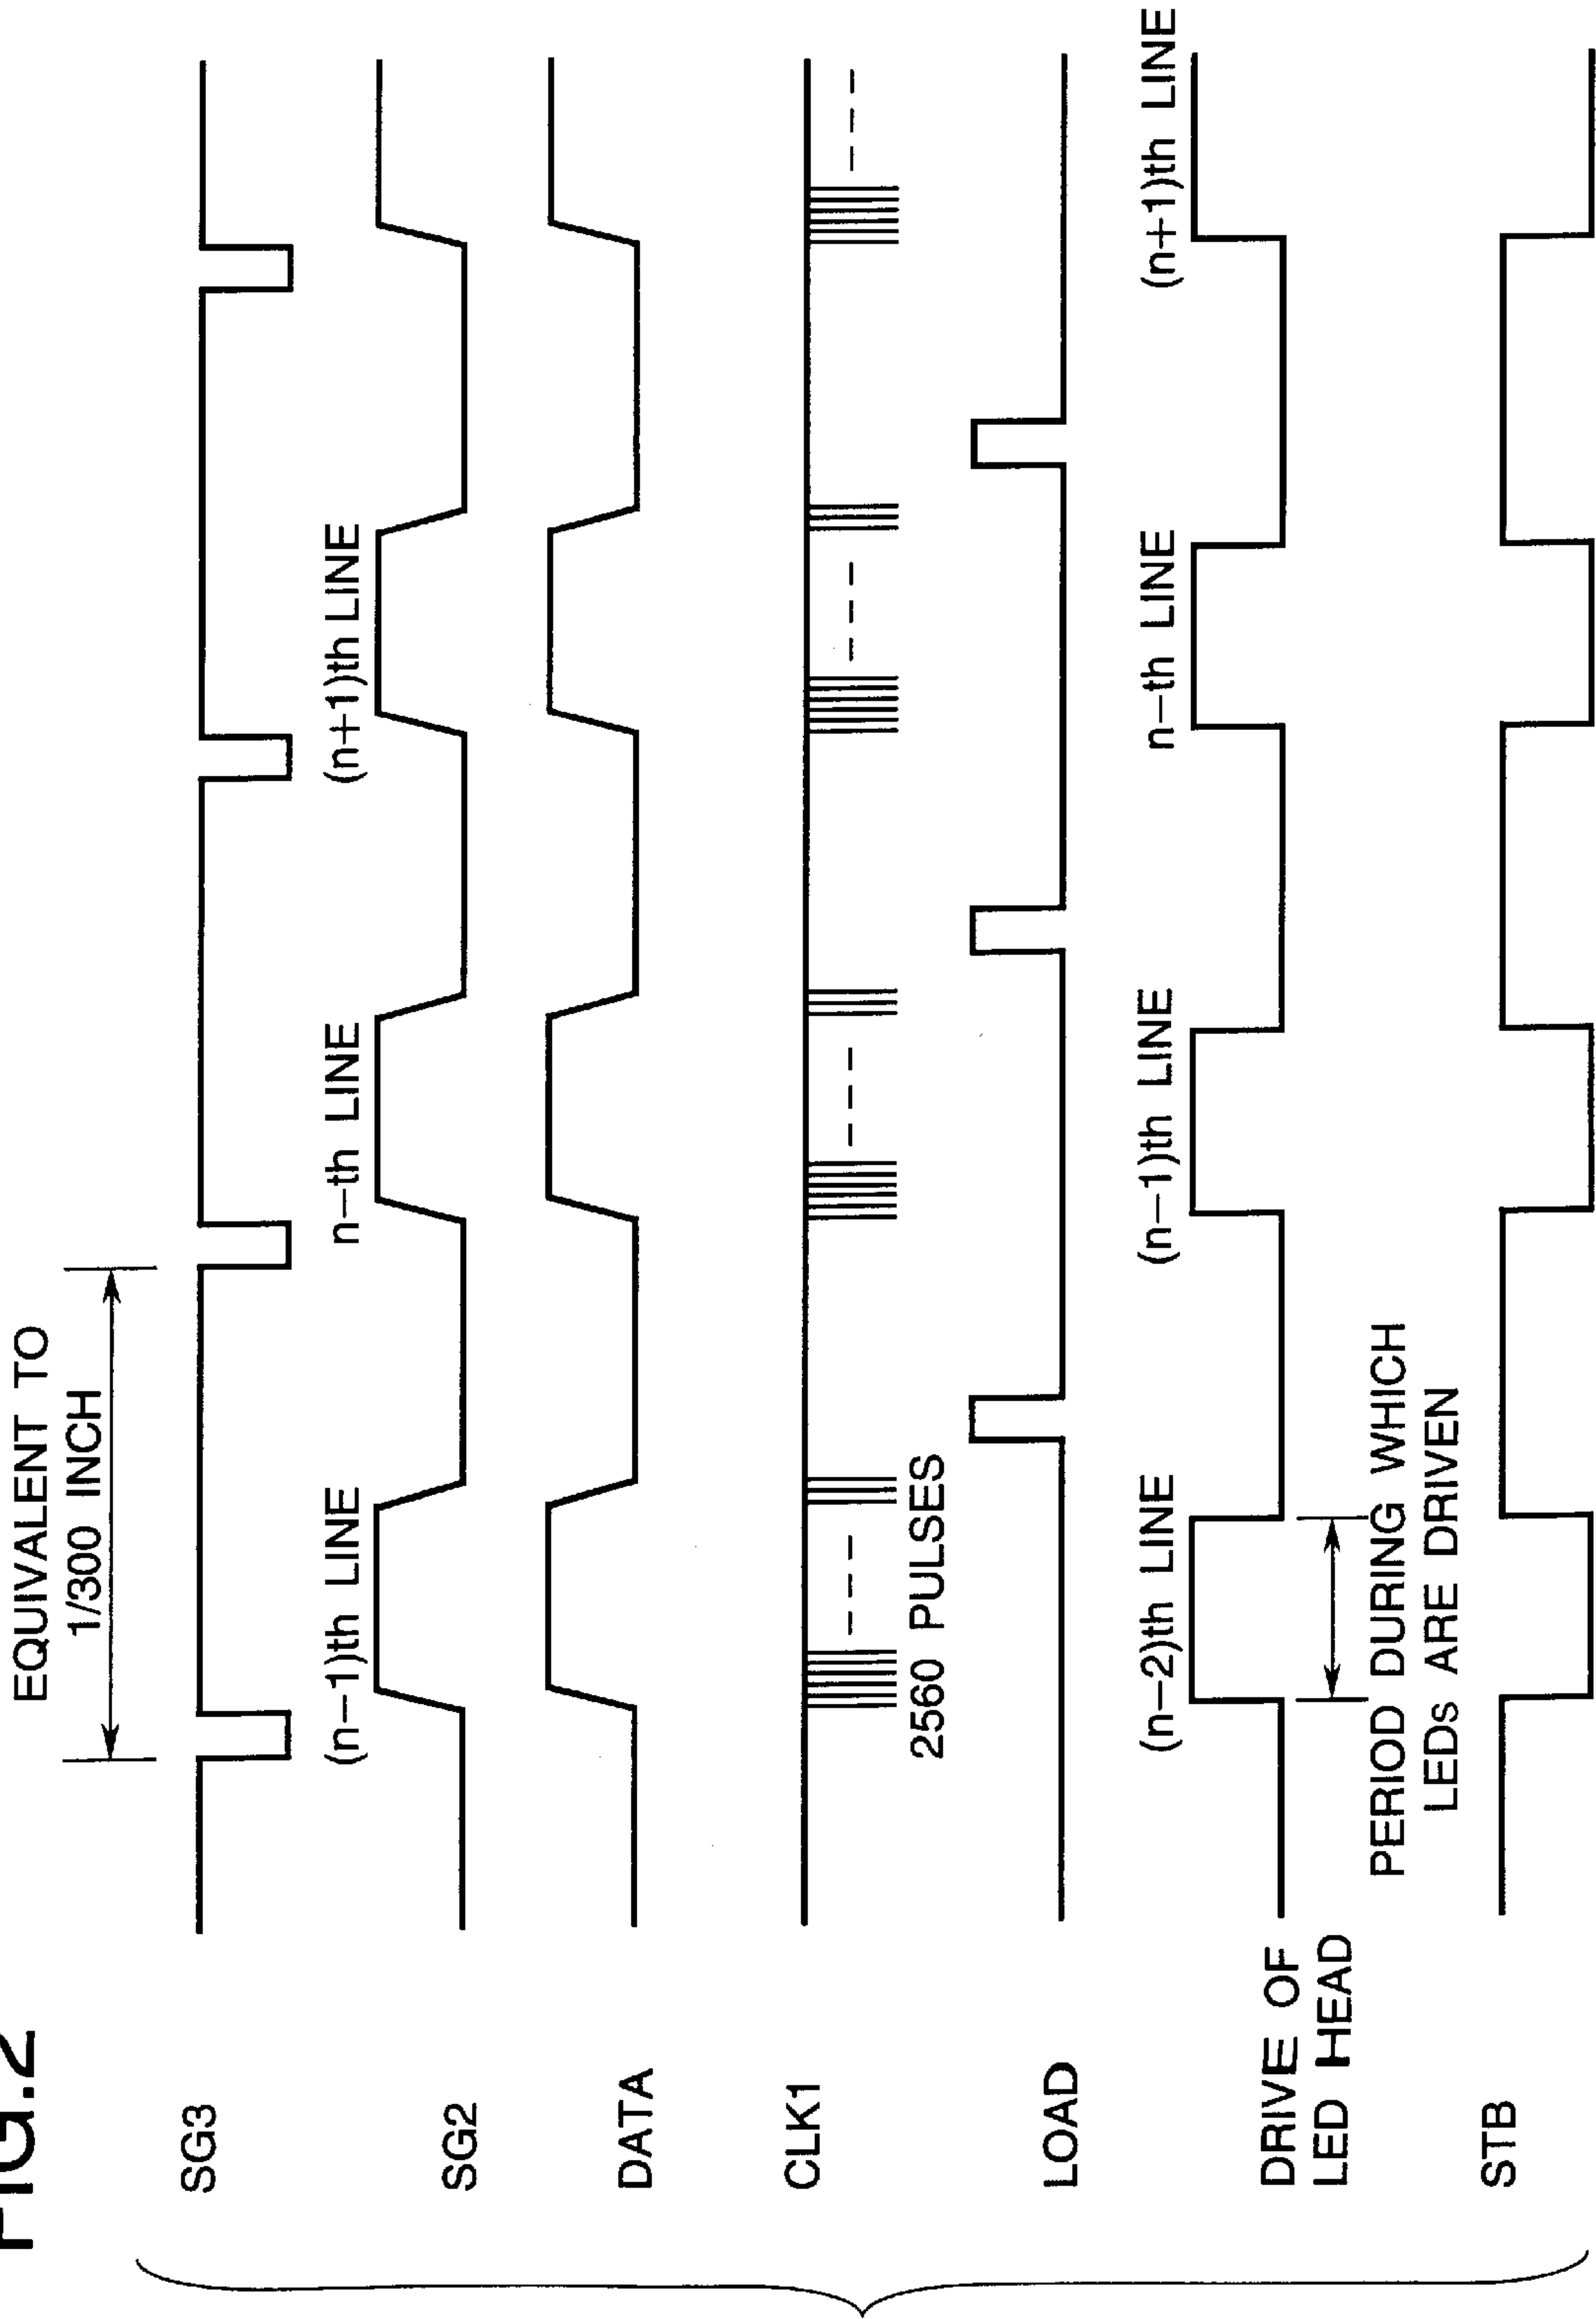 FIG.2
EQUIVALENT TO
1/300 INCH
SG3
(n−1)th LINE
n−th LINE
(n+1)th LINE
SG2
DATA
CLK1
2560 PULSES
LOAD
(n−2)th LINE
(n−1)th LINE
n−th LINE
(n+1)th LINE
DRIVE OF
LED HEAD
PERIOD DURING WHICH
LEDs ARE DRIVEN
STB